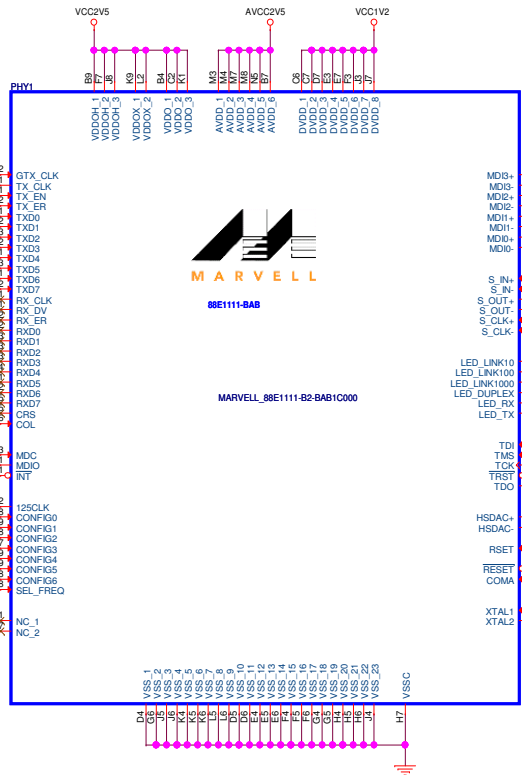 VCC2V5 AVCC2V5 VCC1V2
B9 F7 J8 K9 L2 B4 C2 K1 M3 M4 M7 M8 N5 B7 C6 C7 D7 E3 E7 F3 J3 J7
PHY1
VDDOH_1 VDDOH_2 VDDOH_3 VDDOX_1 VDDOX_2 VDDO_1 VDDO_2 VDDO_3 AVDD_1 AVDD_2 AVDD_3 AVDD_4 AVDD_5 AVDD_6 DVDD_1 DVDD_2 DVDD_3 DVDD_4 DVDD_5 DVDD_6 DVDD_7 DVDD_8
GTX_CLK MDI3+
TX_CLK MDI3-
TX_EN MDI2+
TX_ER MDI2-
TXD0 MDI1+
TXD1 MDI1-
TXD2 MDI0+
TXD3 MDI0-
TXD4
TXD5
TXD6 S_IN+
TXD7 S_IN-
MARVELL
RX_CLK S_OUT+
88E1111-BAB
RX_DV S_OUT-
RX_ER S_CLK+
RXD0 S_CLK-
RXD1
RXD2
RXD3 LED_LINK10
RXD4 LED_LINK100
RXD5 LED_LINK1000
RXD6 LED_DUPLEX
MARVELL_88E1111-B2-BAB1C000
RXD7 LED_RX
CRS LED_TX
COL
TDI
MDC TMS
MDIO TCK
INT TRST
TDO
125CLK
CONFIG0 HSDAC+
CONFIG1 HSDAC-
CONFIG2
CONFIG3 RSET
CONFIG4
CONFIG5 RESET
CONFIG6 COMA
SEL_FREQ
XTAL1
NC_1 XTAL2
NC_2
VSS_1 VSS_2 VSS_3 VSS_4 VSS_5 VSS_6 VSS_7 VSS_8 VSS_9 VSS_10 VSS_11 VSS_12 VSS_13 VSS_14 VSS_15 VSS_16 VSS_17 VSS_18 VSS_19 VSS_20 VSS_21 VSS_22 VSS_23 VSSC
D4 G6 J5 J6 K4 K5 K6 L5 L6 D5 D6 E4 E5 E6 F4 F5 F6 G4 G5 H4 H5 H6 J4 H7